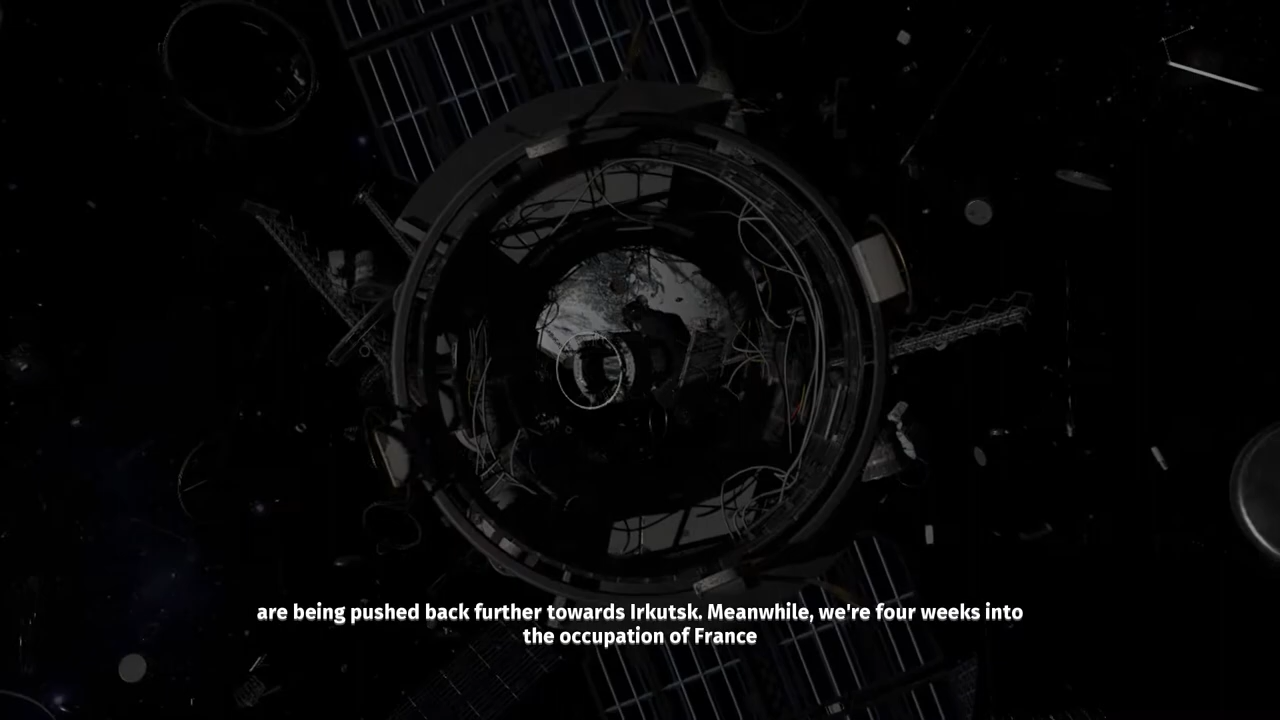 are being pushed back further towards Irkutsk. Meanwhile, we're four weeks into
the occupation of France